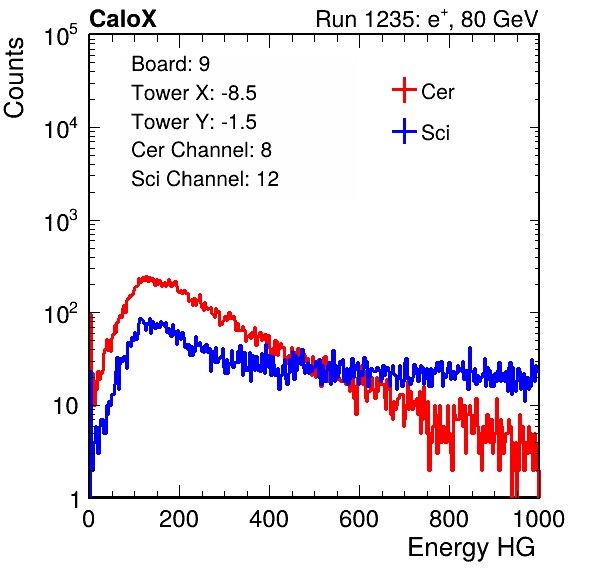 CaloX Run 1235: e⁺, 80 GeV
Counts
10⁵
10⁴
10³
10²
10
1
Board: 9
Tower X: -8.5
Tower Y: -1.5
Cer Channel: 8
Sci Channel: 12
Cer
Sci
0 200 400 600 800 1000
Energy HG